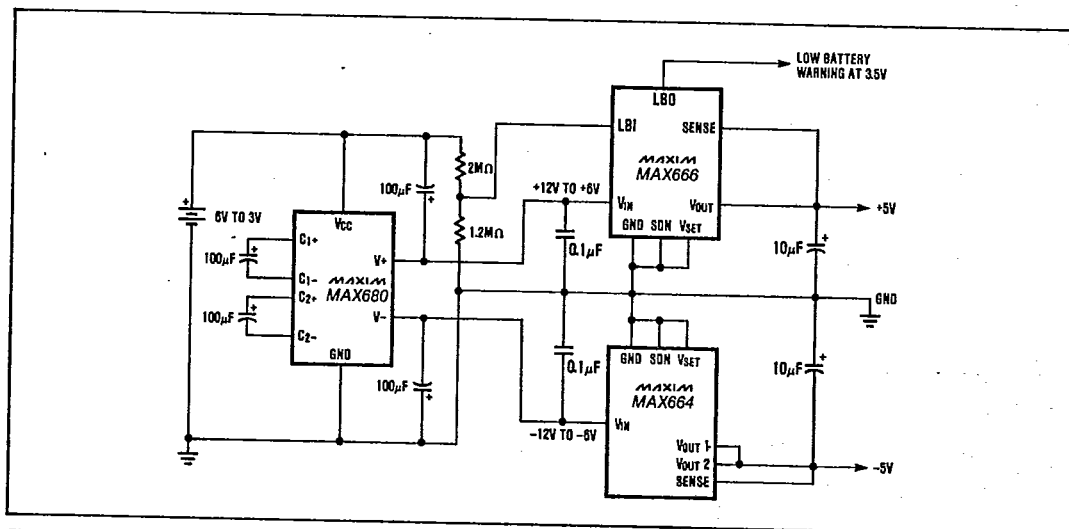 LOW BATTERY
WARNING AT 3.5V
LBO
LBI
SENSE
MAXIM
MAX666
2MΩ
100µF
+12V TO +6V
VIN
VOUT
+5V
GND SDN VSET
6V TO 3V
VCC
1.2MΩ
0.1µF
10µF
C1+
100µF
C1-
V+
MAXIM
MAX680
C2+
100µF
C2-
V-
GND
GND
GND SDN VSET
100µF
0.1µF
10µF
MAXIM
MAX664
-12V TO -6V
VIN
VOUT 1
VOUT 2
SENSE
-5V